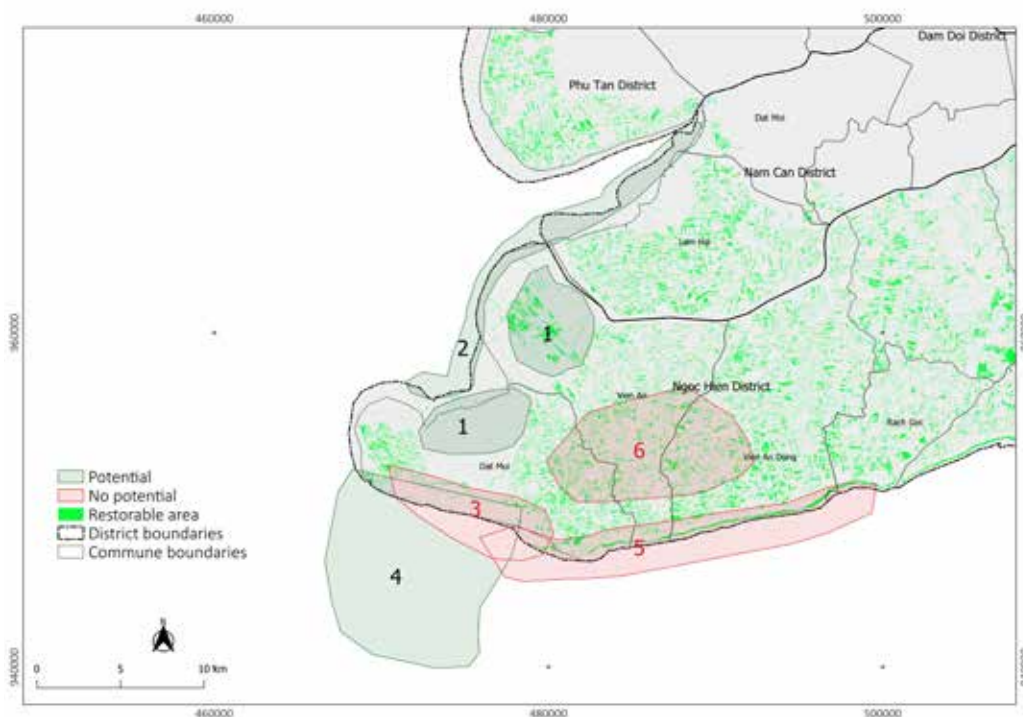 460000 480000 500000
Dam Doi District
Phu Tan District
Dat Moi
Nam Can District
Lam Hai
960000
1
2
Ngoc Hien District
Vien An
Rach Goc
1
6
Vien An Dong
Dat Mui
3
5
4
Potential
No potential
Restorable area
District boundaries
Commune boundaries
N
0 5 10 Km
940000
460000 480000 500000